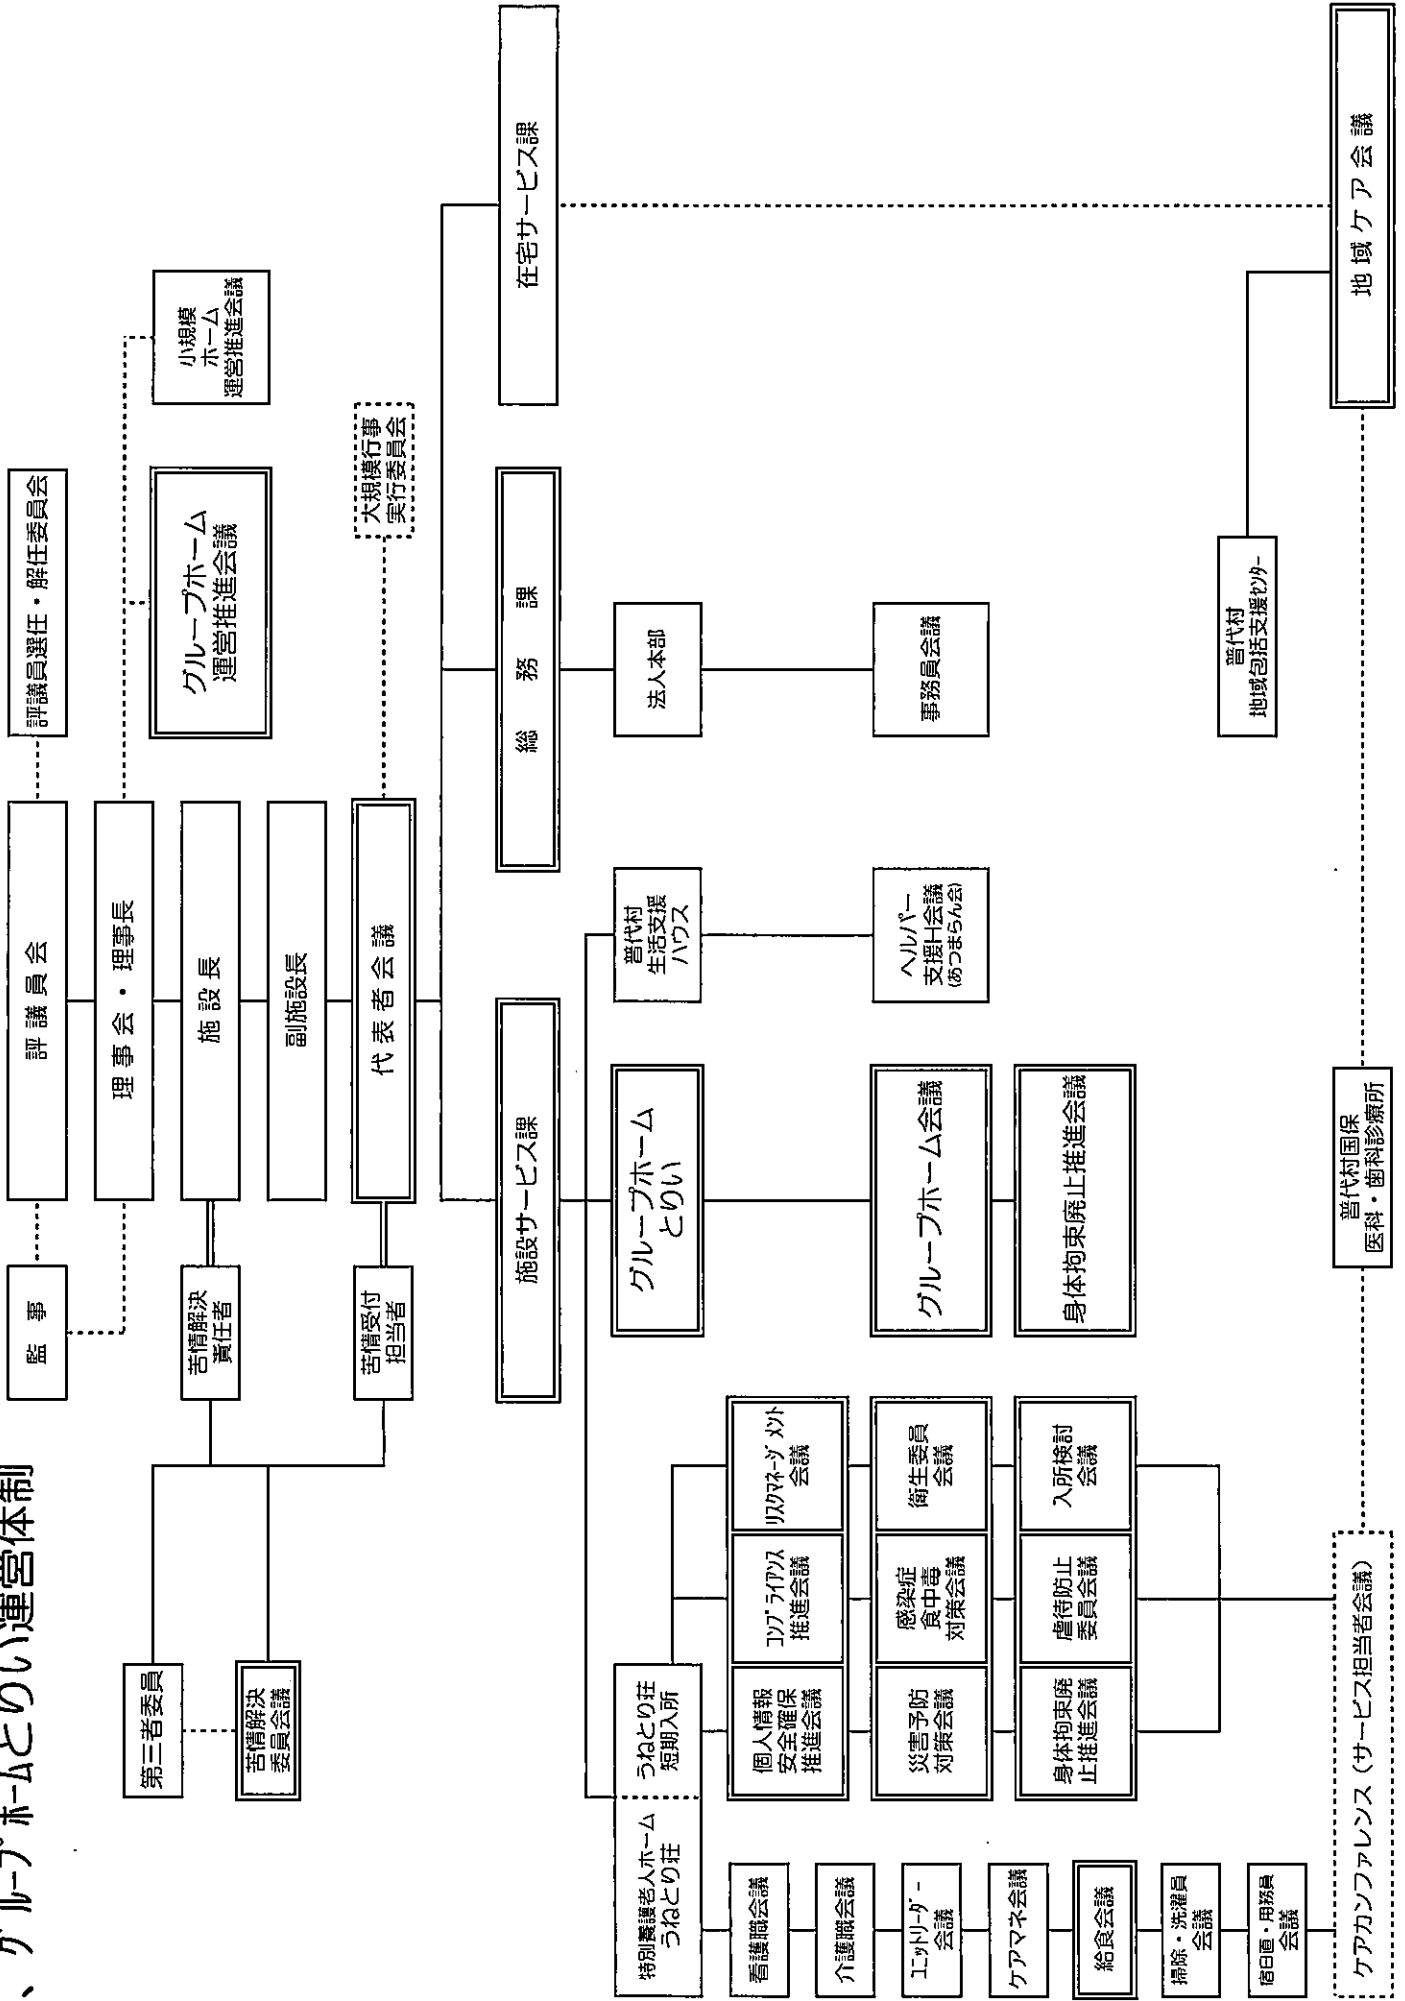 、グループホームとりい運営体制
監 事
評 議 員 会
評議員選任・解任委員会
理 事 会 ・ 理 事 長
第三者委員
苦情解決
委員会議
苦情解決
責任者
施 設 長
グループホーム
運営推進会議
小規模
ホーム
運営推進会議
副施設長
苦情受付
担当者
代 表 者 会 議
大規模行事
実行委員会
施設サービス課
総 務 課
在宅サービス課
特別養護老人ホーム
うねとり荘
うねとり荘
短期入所
グループホーム
とりい
普代村
生活支援
ハウス
法人本部
看護職会議
介護職会議
ユニットリーダー
会議
ケアマネ会議
給食会議
掃除・洗濯員
会議
宿日直・用務員
会議
個人情報
安全確保
推進会議
コンプライアンス
推進会議
リスクマネージメント
会議
災害予防
対策会議
感染症
食中毒
対策会議
衛生委員
会議
身体拘束廃
止推進会議
虐待防止
委員会議
入所検討
会議
グループホーム会議
身体拘束廃止推進会議
ヘルパー
支援H会議
(あつまらん会)
事務員会議
普代村
地域包括支援センター
ケアカンファレンス（サービス担当者会議）
普代村国保
医科・歯科診療所
地 域 ケ ア 会 議